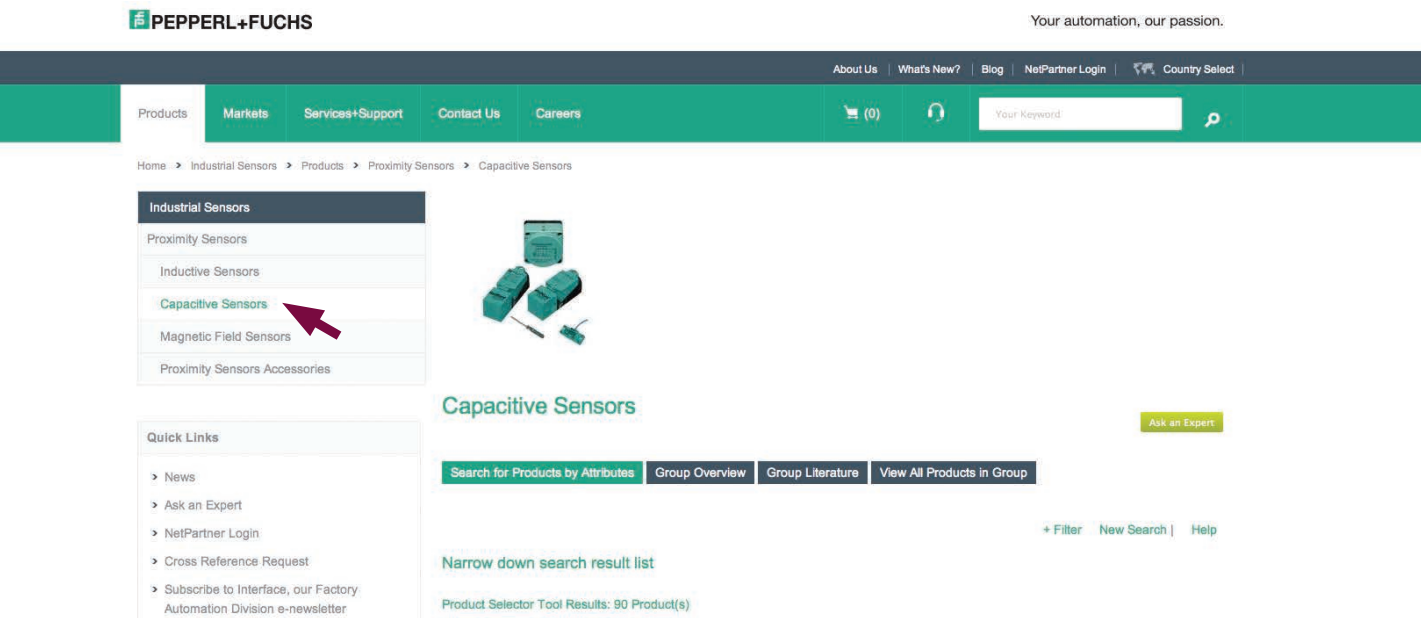 PEPPERL+FUCHS
Your automation, our passion.
About Us | What's New? | Blog | NetPartner Login | Country Select |
Products Markets Services+Support Contact Us Careers (0) Your Keyword
Home > Industrial Sensors > Products > Proximity Sensors > Capacitive Sensors
Industrial Sensors
Proximity Sensors
Inductive Sensors
Capacitive Sensors
Magnetic Field Sensors
Proximity Sensors Accessories
Quick Links
> News
> Ask an Expert
> NetPartner Login
> Cross Reference Request
> Subscribe to Interface, our Factory
Automation Division e-newsletter
Capacitive Sensors
Ask an Expert
Search for Products by Attributes Group Overview Group Literature View All Products in Group
+ Filter New Search | Help
Narrow down search result list
Product Selector Tool Results: 90 Product(s)